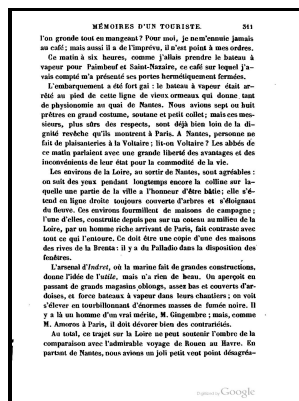 MÉMOIRES D'UN TOURISTE. 311
l'on gronde tout en mangeant? Pour moi, je ne m'ennuie jamais
au café; mais aussi il a de l'imprévu, il n'est point à mes ordres.
Ce matin à six heures, comme j'allais prendre le bateau à
vapeur pour Paimbœuf et Saint-Nazaire, ce café sur lequel j'a-
vais compté m'a présenté ses portes hermétiquement fermées.
L'embarquement a été fort gai : le bateau à vapeur était ar-
rêté au pied de cette ligne de vieux ormeaux qui donne tant
de physionomie au quai de Nantes. Nous avions sept ou huit
prêtres en grand costume, soutane et petit collet; mais ces mes-
sieurs, plus sûrs des respects, sont déjà bien loin de la di-
gnité revêche qu'ils montrent à Paris. A Nantes, personne ne
fait de plaisanteries à la Voltaire; lit-on Voltaire? Les abbés de
ce matin parlaient avec une grande liberté des avantages et des
inconvénients de leur état pour la commodité de la vie.
Les environs de la Loire, au sortir de Nantes, sont agréables :
on suit des yeux pendant longtemps encore la colline sur la-
quelle une partie de la ville a l'honneur d'être bâtie; elle s'é-
tend en ligne droite toujours couverte d'arbres et s'éloignant
du fleuve. Ces environs fourmillent de maisons de campagne;
l'une d'elles, construite depuis peu sur un coteau au milieu de la
Loire, par un homme riche arrivant de Paris, fait contraste avec
tout ce qui l'entoure. Ce doit être une copie d'une des maisons
des rives de la Brenta : il y a du Palladio dans la disposition des
fenêtres.
L'arsenal d'Indret, où la marine fait de grandes constructions,
donne l'idée de l'utile, mais n'a rien de beau. On aperçoit en
passant de grands magasins oblongs, assez bas et couverts d'ar-
doises, et force bateaux à vapeur dans leurs chantiers; on voit
s'élever en tourbillonnant d'énormes masses de fumée noire. Il
y a là un homme d'un vrai mérite, M. Gingembre; mais, comme
M. Amoros à Paris, il doit dévorer bien des contrariétés.
Au total, ce trajet sur la Loire ne peut soutenir l'ombre de la
comparaison avec l'admirable voyage de Rouen au Havre. En
partant de Nantes, nous avions un joli petit vent point désagréa-
Digitized by Google